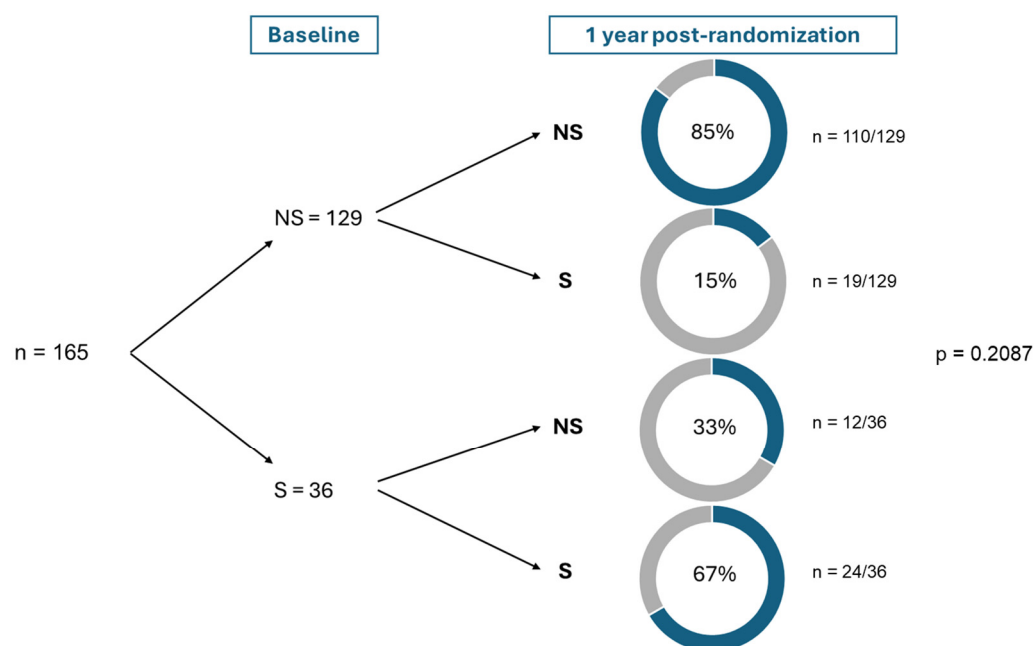 Baseline
1 year post-randomization
NS
85%
n = 110/129
NS = 129
S
15%
n = 19/129
n = 165
p = 0.2087
NS
33%
n = 12/36
S = 36
S
67%
n = 24/36